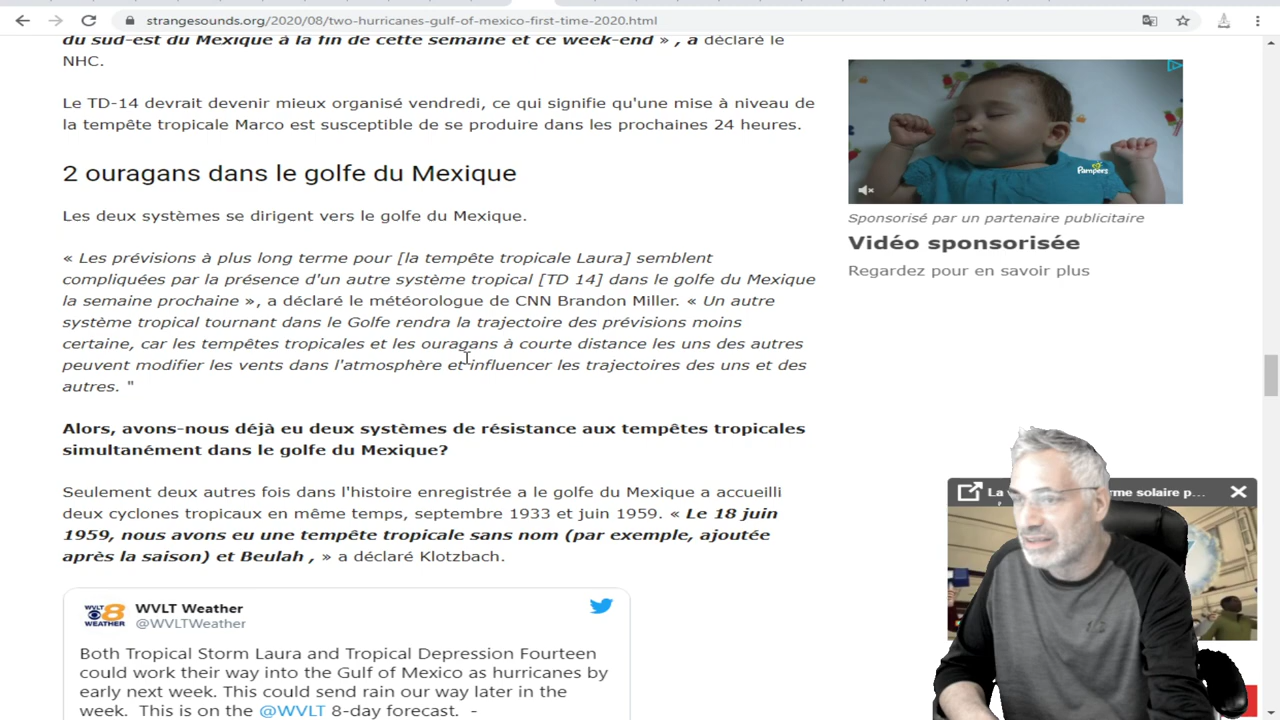 strangesounds.org/2020/08/two-hurricanes-gulf-of-mexico-first-time-2020.html
du sud-est du Mexique à la fin de cette semaine et ce week-end » , a déclaré le
NHC.
Le TD-14 devrait devenir mieux organisé vendredi, ce qui signifie qu'une mise à niveau de
la tempête tropicale Marco est susceptible de se produire dans les prochaines 24 heures.
2 ouragans dans le golfe du Mexique
Les deux systèmes se dirigent vers le golfe du Mexique.
« Les prévisions à plus long terme pour [la tempête tropicale Laura] semblent
compliquées par la présence d'un autre système tropical [TD 14] dans le golfe du Mexique
la semaine prochaine », a déclaré le météorologue de CNN Brandon Miller. « Un autre
système tropical tournant dans le Golfe rendra la trajectoire des prévisions moins
certaine, car les tempêtes tropicales et les ouragans à courte distance les uns des autres
peuvent modifier les vents dans l'atmosphère et influencer les trajectoires des uns et des
autres. "
Alors, avons-nous déjà eu deux systèmes de résistance aux tempêtes tropicales
simultanément dans le golfe du Mexique?
Seulement deux autres fois dans l'histoire enregistrée a le golfe du Mexique a accueilli
deux cyclones tropicaux en même temps, septembre 1933 et juin 1959. « Le 18 juin
1959, nous avons eu une tempête tropicale sans nom (par exemple, ajoutée
après la saison) et Beulah , » a déclaré Klotzbach.
WVLT 8 WEATHER
WVLT Weather
@WVLTWeather
Both Tropical Storm Laura and Tropical Depression Fourteen
could work their way into the Gulf of Mexico as hurricanes by
early next week. This could send rain our way later in the
week. This is on the @WVLT 8-day forecast. -
Pampers
Sponsorisé par un partenaire publicitaire
Vidéo sponsorisée
Regardez pour en savoir plus
La rme solaire p...